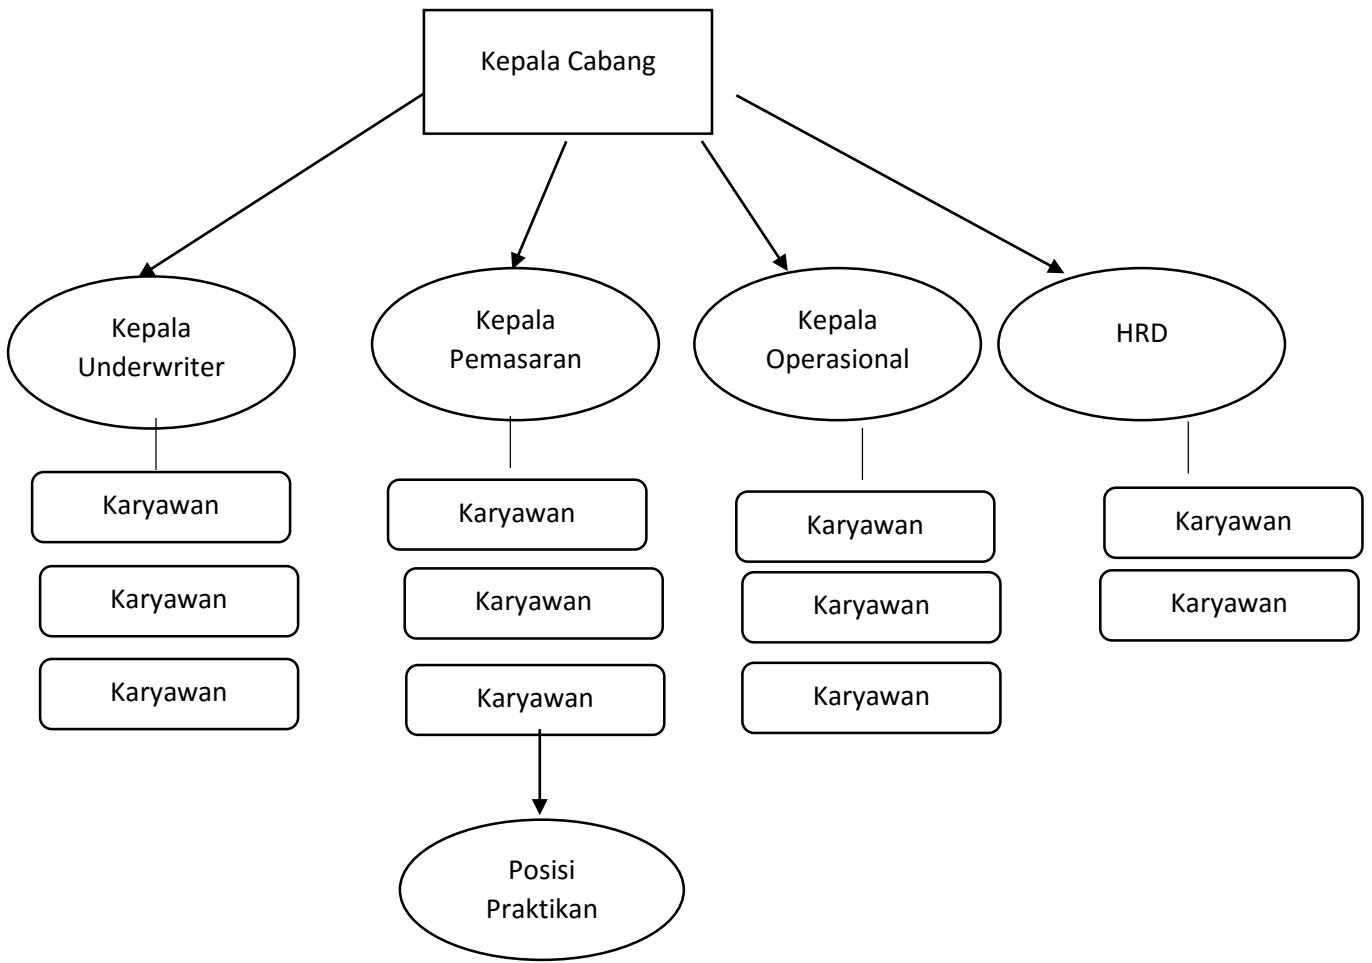 Kepala Cabang
Kepala
Underwriter
Kepala
Pemasaran
Kepala
Operasional
HRD
Karyawan
Karyawan
Karyawan
Karyawan
Karyawan
Karyawan
Karyawan
Karyawan
Karyawan
Karyawan
Karyawan
Posisi
Praktikan